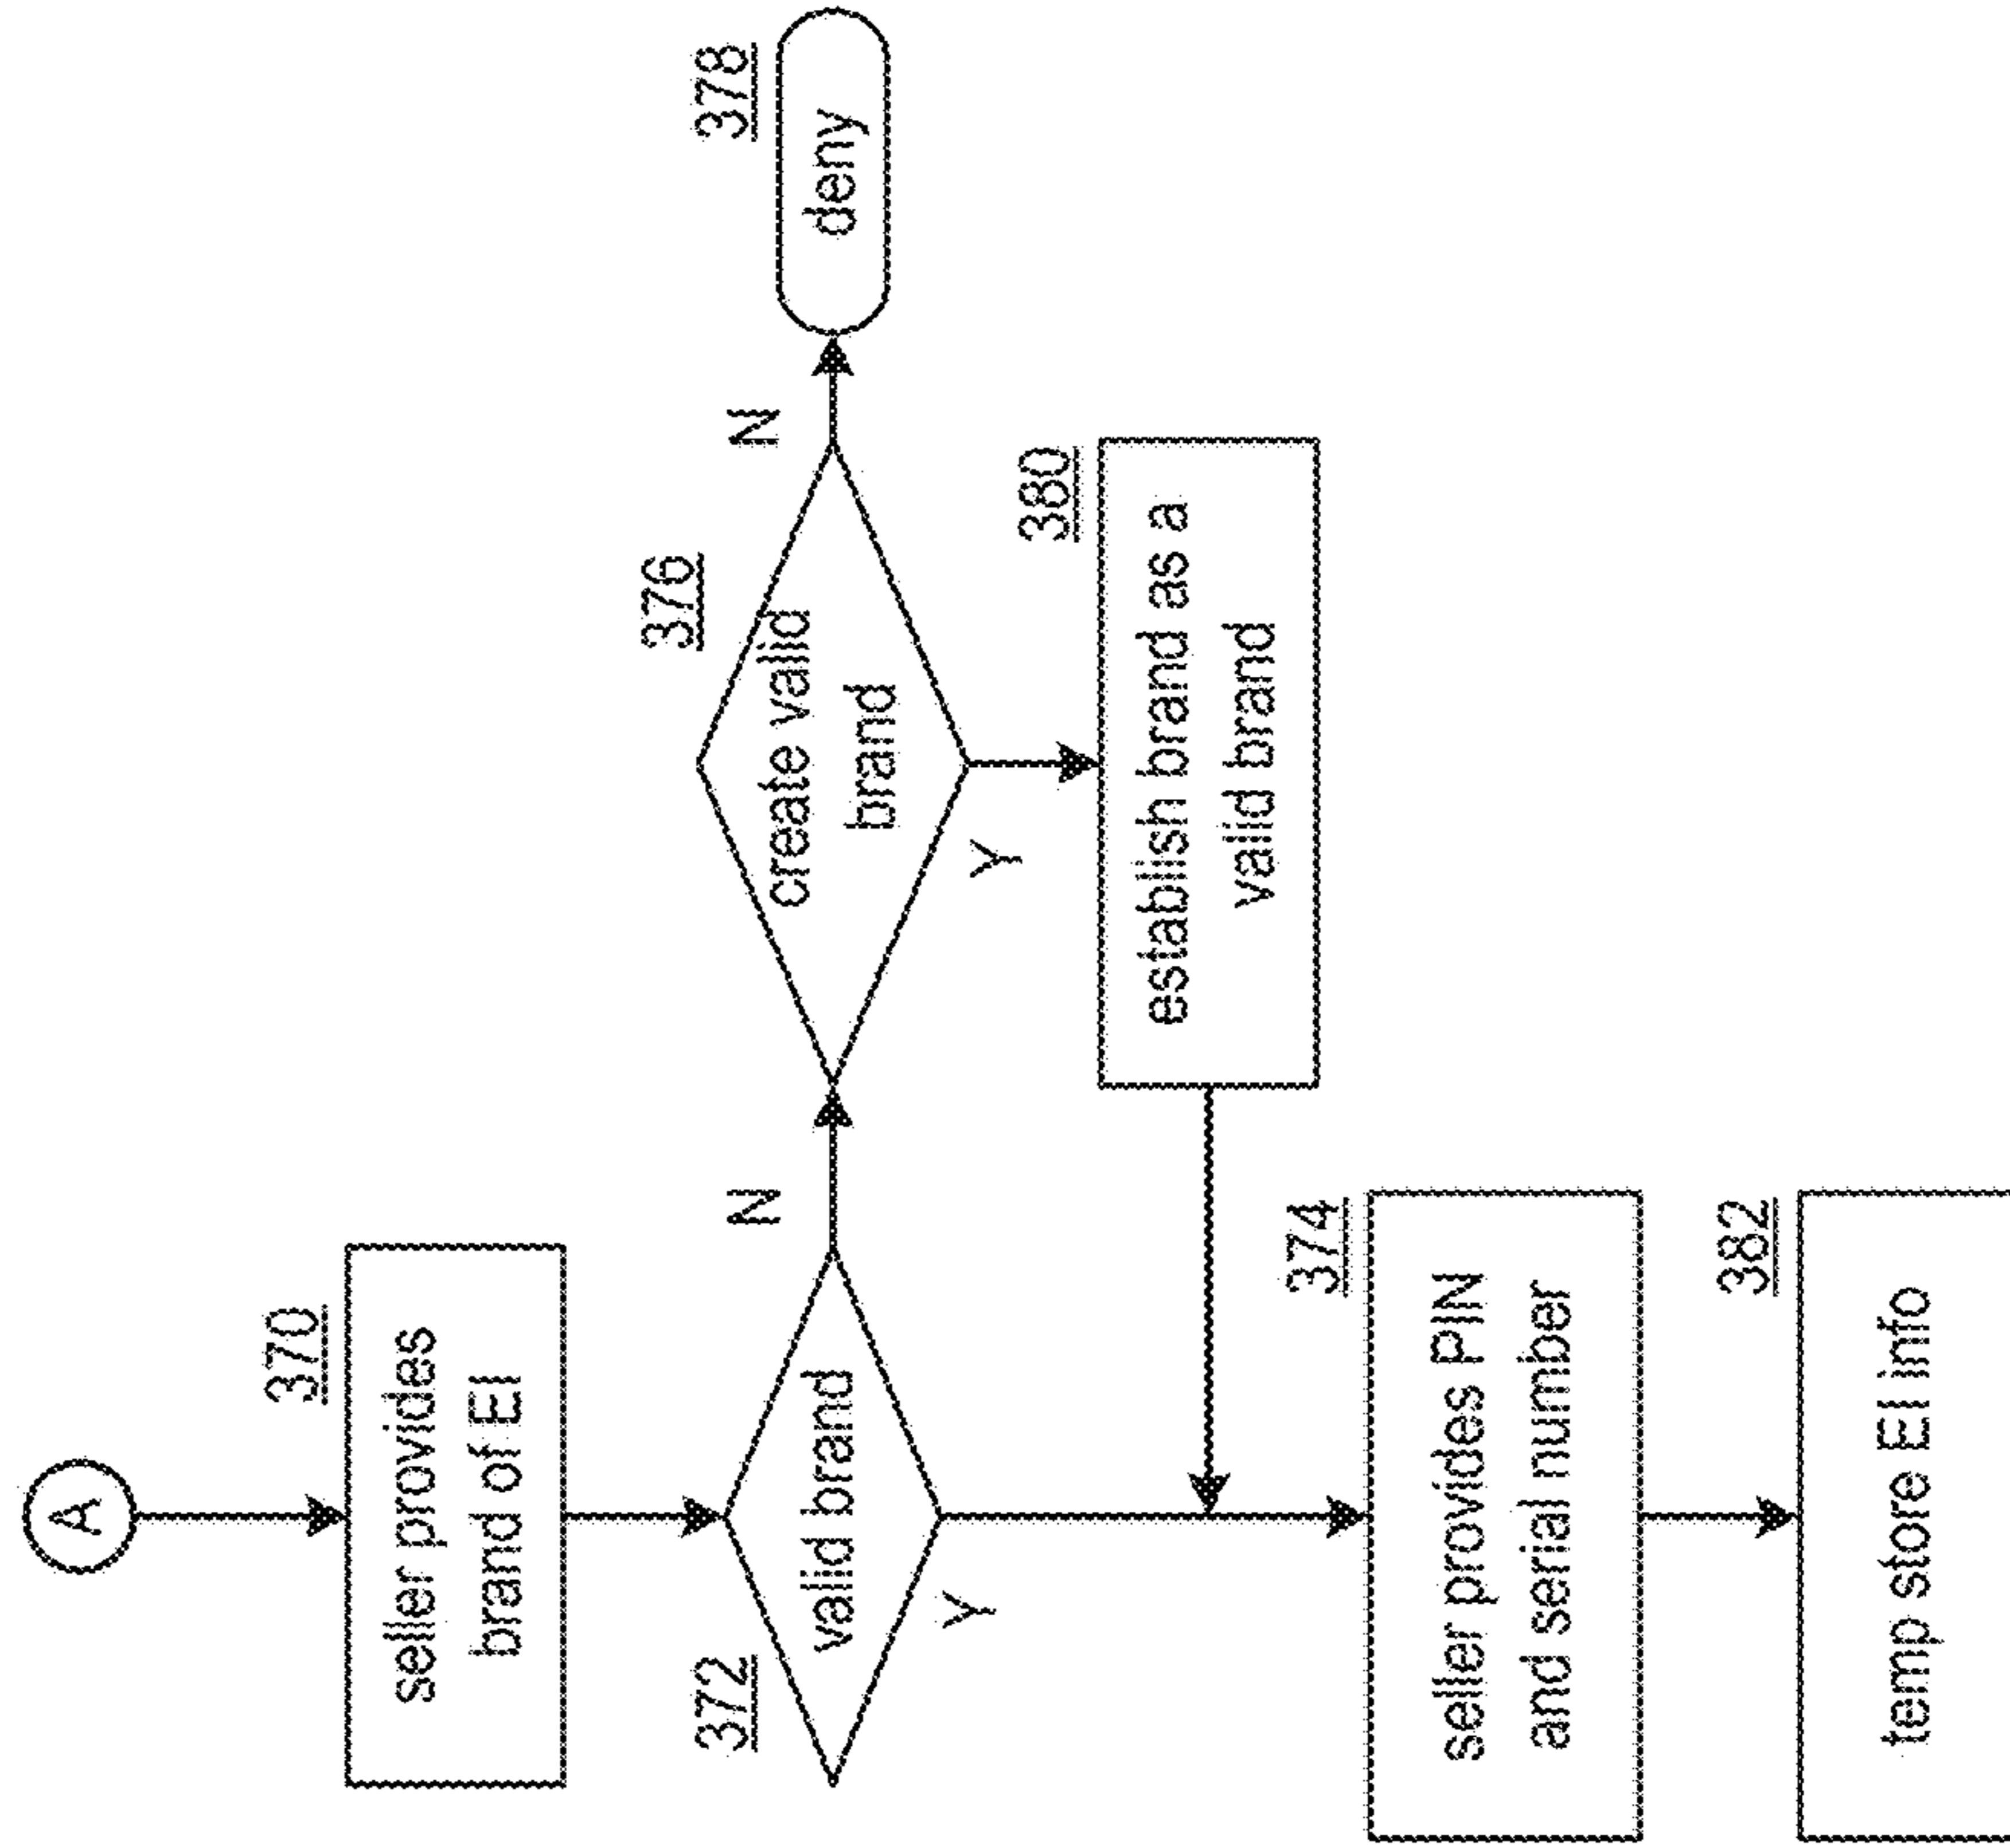 A
370
seller provides
brand of EI
372
valid brand
N
Y
376
create valid
brand
N
Y
378
deny
380
establish brand as a
valid brand
374
seller provides PIN
and serial number
382
temp store EI info